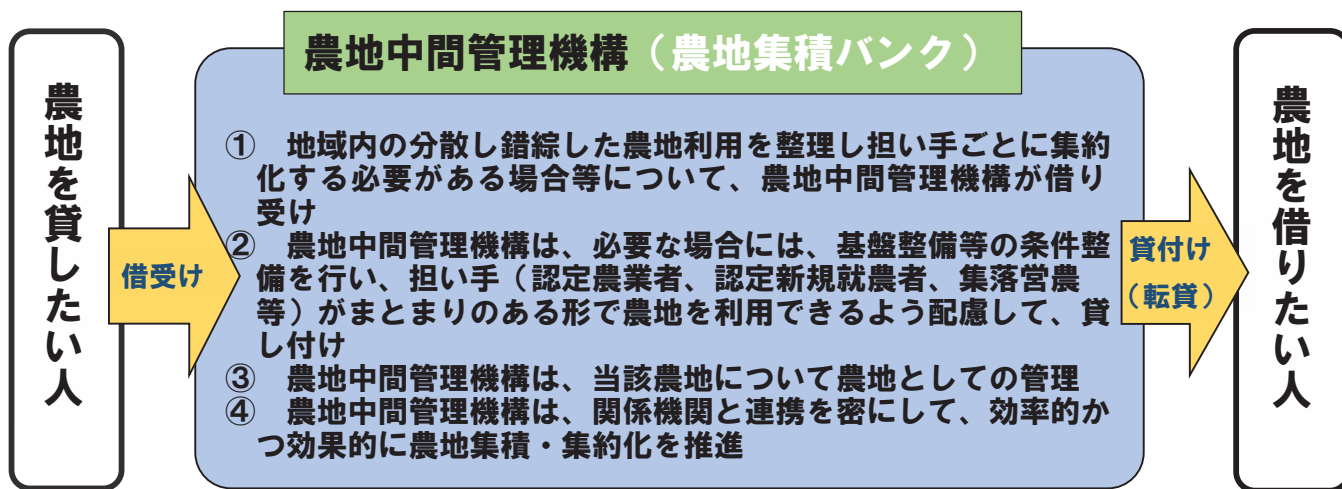 農地中間管理機構（農地集積バンク）
農地を貸したい人
借受け
①　地域内の分散し錯綜した農地利用を整理し担い手ごとに集約
化する必要がある場合等について、農地中間管理機構が借り
受け
②　農地中間管理機構は、必要な場合には、基盤整備等の条件整
備を行い、担い手（認定農業者、認定新規就農者、集落営農
等）がまとまりのある形で農地を利用できるよう配慮して、貸
し付け
③　農地中間管理機構は、当該農地について農地としての管理
④　農地中間管理機構は、関係機関と連携を密にして、効率的か
つ効果的に農地集積・集約化を推進
貸付け
（転貸）
農地を借りたい人